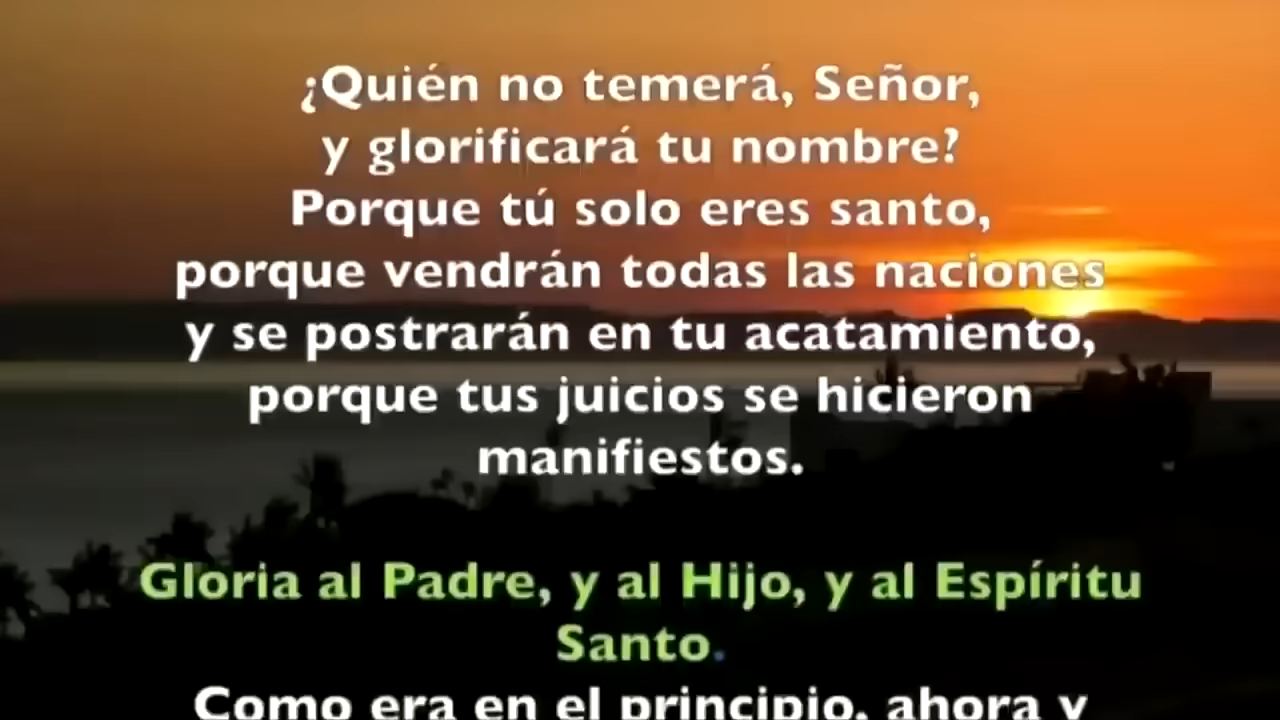 ¿Quién no temerá, Señor,
y glorificará tu nombre?
Porque tú solo eres santo,
porque vendrán todas las naciones
y se postrarán en tu acatamiento,
porque tus juicios se hicieron
manifiestos.
Gloria al Padre, y al Hijo, y al Espíritu
Santo.
Como era en el principio, ahora y